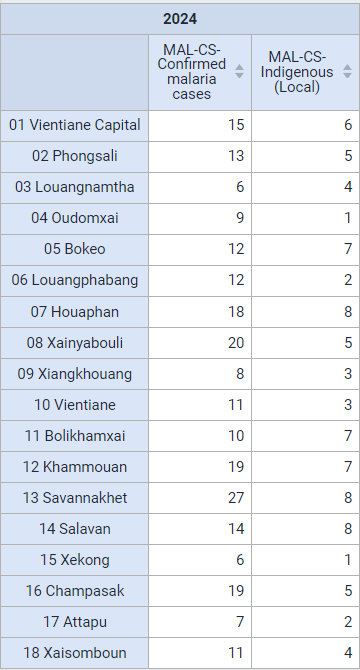 2024
MAL-CS-
Confirmed
malaria
cases
MAL-CS-
Indigenous
(Local)
01 Vientiane Capital 15 6
02 Phongsali 13 5
03 Louangnamtha 6 4
04 Oudomxai 9 1
05 Bokeo 12 7
06 Louangphabang 12 2
07 Houaphan 18 8
08 Xainyabouli 20 5
09 Xiangkhouang 8 3
10 Vientiane 11 3
11 Bolikhamxai 10 7
12 Khammouan 19 7
13 Savannakhet 27 8
14 Salavan 14 8
15 Xekong 6 1
16 Champasak 19 5
17 Attapu 7 2
18 Xaisomboun 11 4